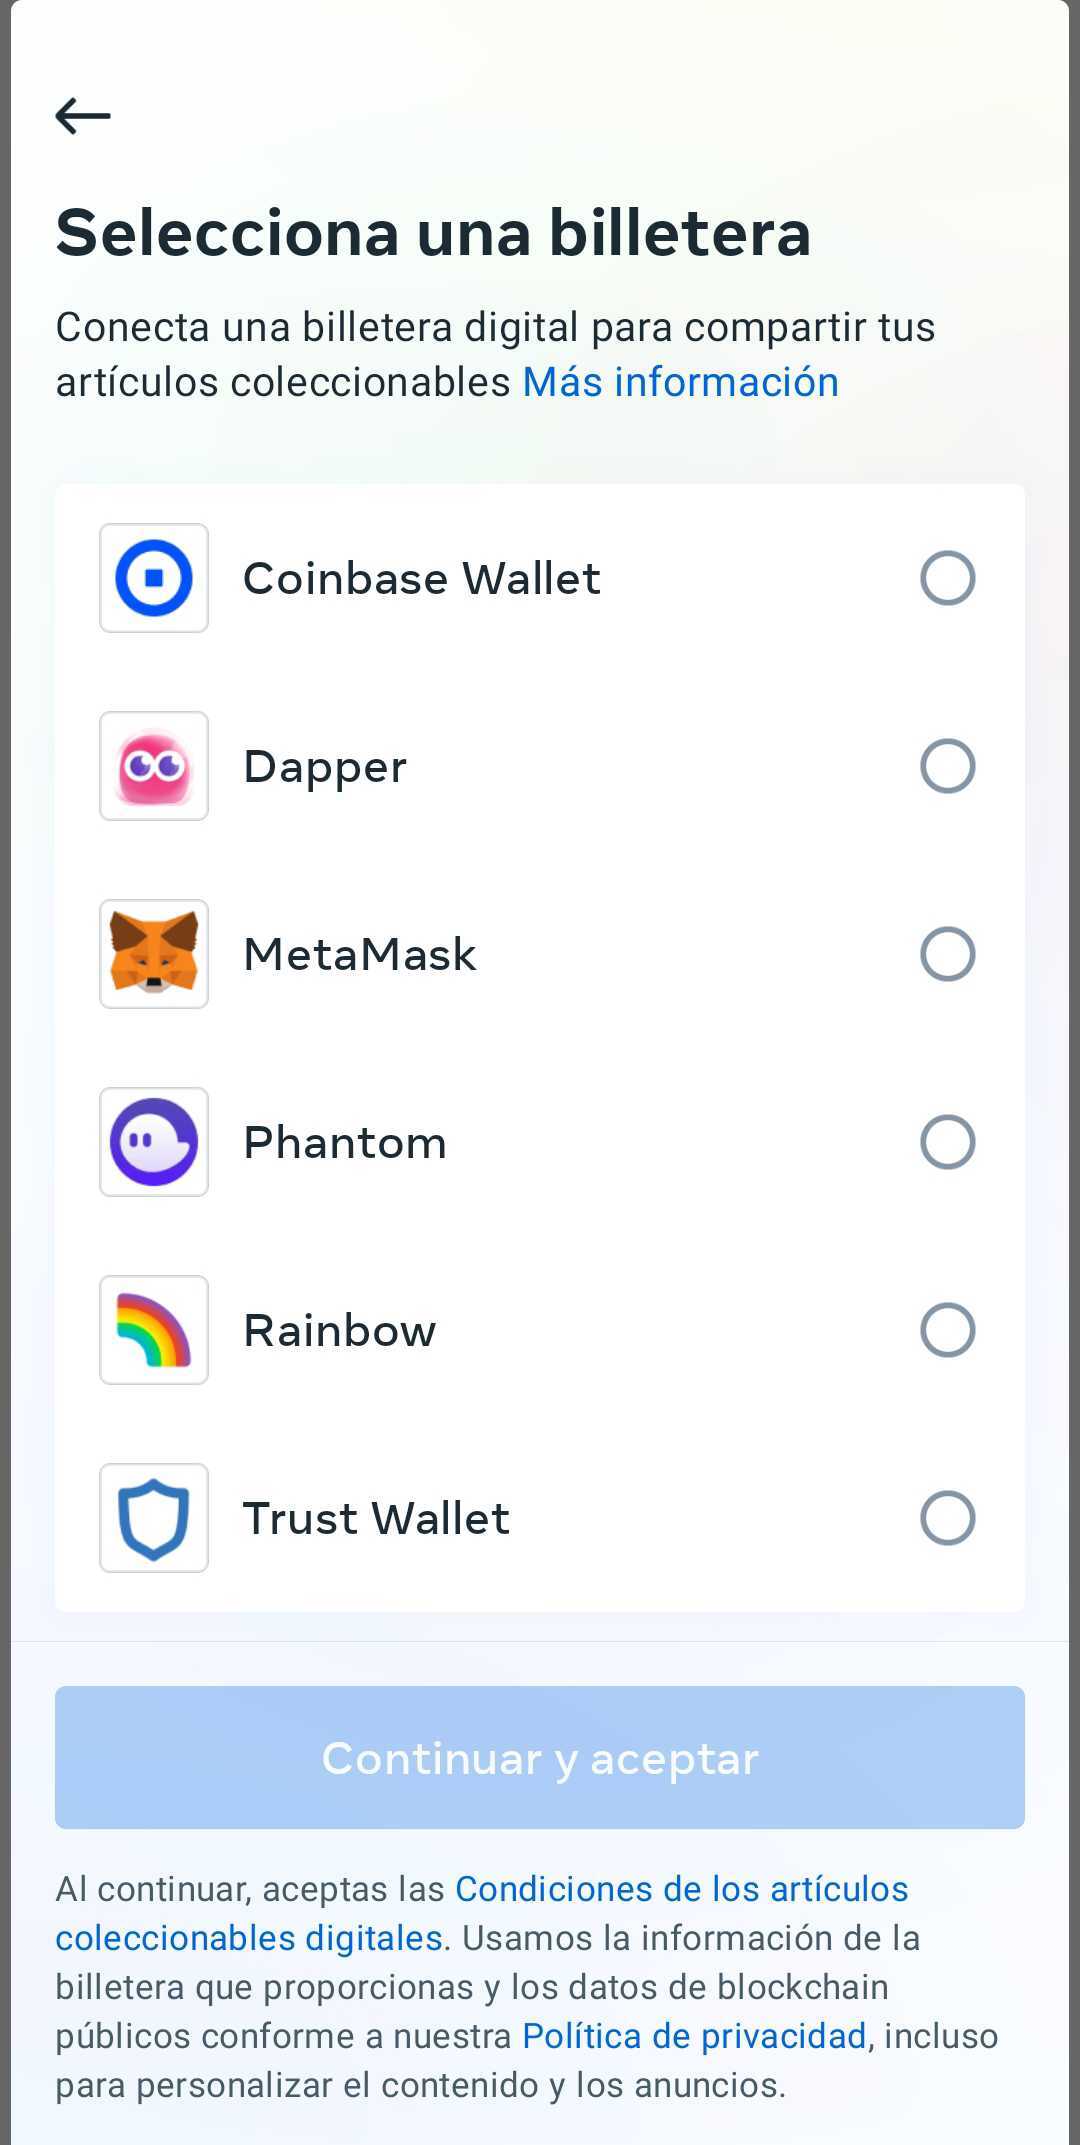 Selecciona una billetera
Conecta una billetera digital para compartir tus
artículos coleccionables Más información
Coinbase Wallet
Dapper
MetaMask
Phantom
Rainbow
Trust Wallet
Continuar y aceptar
Al continuar, aceptas las Condiciones de los artículos
coleccionables digitales. Usamos la información de la
billetera que proporcionas y los datos de blockchain
públicos conforme a nuestra Política de privacidad, incluso
para personalizar el contenido y los anuncios.